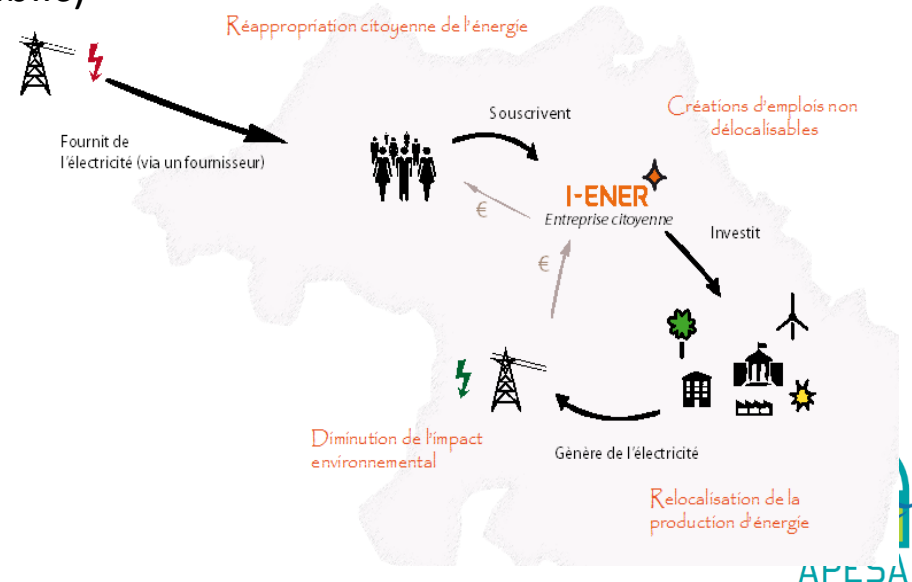 Réappropriation citoyenne de l'énergie
Souscrivent
Créations d'emplois non
délocalisables
Fournit de
l'électricité (via un fournisseur)
I-ENER
Entreprise citoyenne
€
Investit
€
Diminution de l'impact
environnemental
Gènère de l'électricité
Relocalisation de la
production d'énergie
APESA